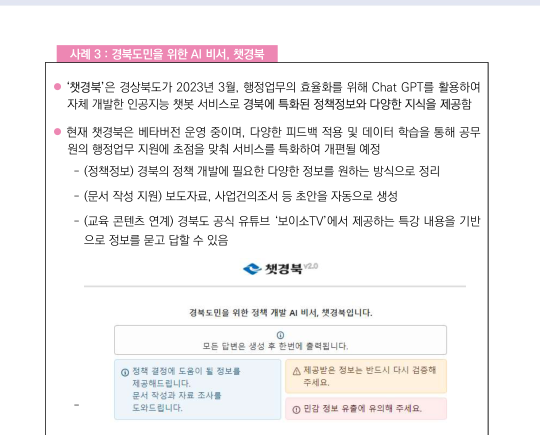 사례 3 : 경북도민을 위한 AI 비서, 챗경북
● '챗경북'은 경상북도가 2023년 3월, 행정업무의 효율화를 위해 Chat GPT를 활용하여
자체 개발한 인공지능 챗봇 서비스로 경북에 특화된 정책정보와 다양한 지식을 제공함
● 현재 챗경북은 베타버전 운영 중이며, 다양한 피드백 적용 및 데이터 학습을 통해 공무
원의 행정업무 지원에 초점을 맞춰 서비스를 특화하여 개편될 예정
- (정책정보) 경북의 정책 개발에 필요한 다양한 정보를 원하는 방식으로 정리
- (문서 작성 지원) 보도자료, 사업건의조서 등 초안을 자동으로 생성
- (교육 콘텐츠 연계) 경북도 공식 유튜브 '보이소TV'에서 제공하는 특강 내용을 기반
으로 정보를 묻고 답할 수 있음
챗경북 v2.0
경북도민을 위한 정책 개발 AI 비서, 챗경북입니다.
모든 답변은 생성 후 한번에 출력됩니다.
정책 결정에 도움이 될 정보를
제공해드립니다.
문서 작성과 자료 조사를
도와드립니다.
제공받은 정보는 반드시 다시 검증해
주세요.
민감 정보 유출에 유의해 주세요.
-